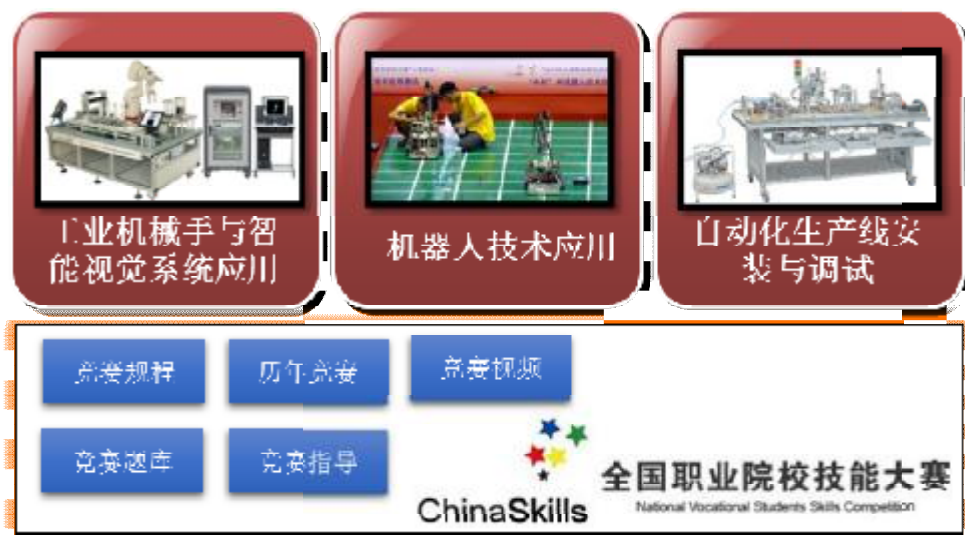 工业机械手与智
能视觉系统应用
机器人技术应用
自动化生产线安
装与调试
竞赛规程
历年竞赛
竞赛视频
竞赛题库
竞赛指导
ChinaSkills
全国职业院校技能大赛
National Vocational Students Skills Competition